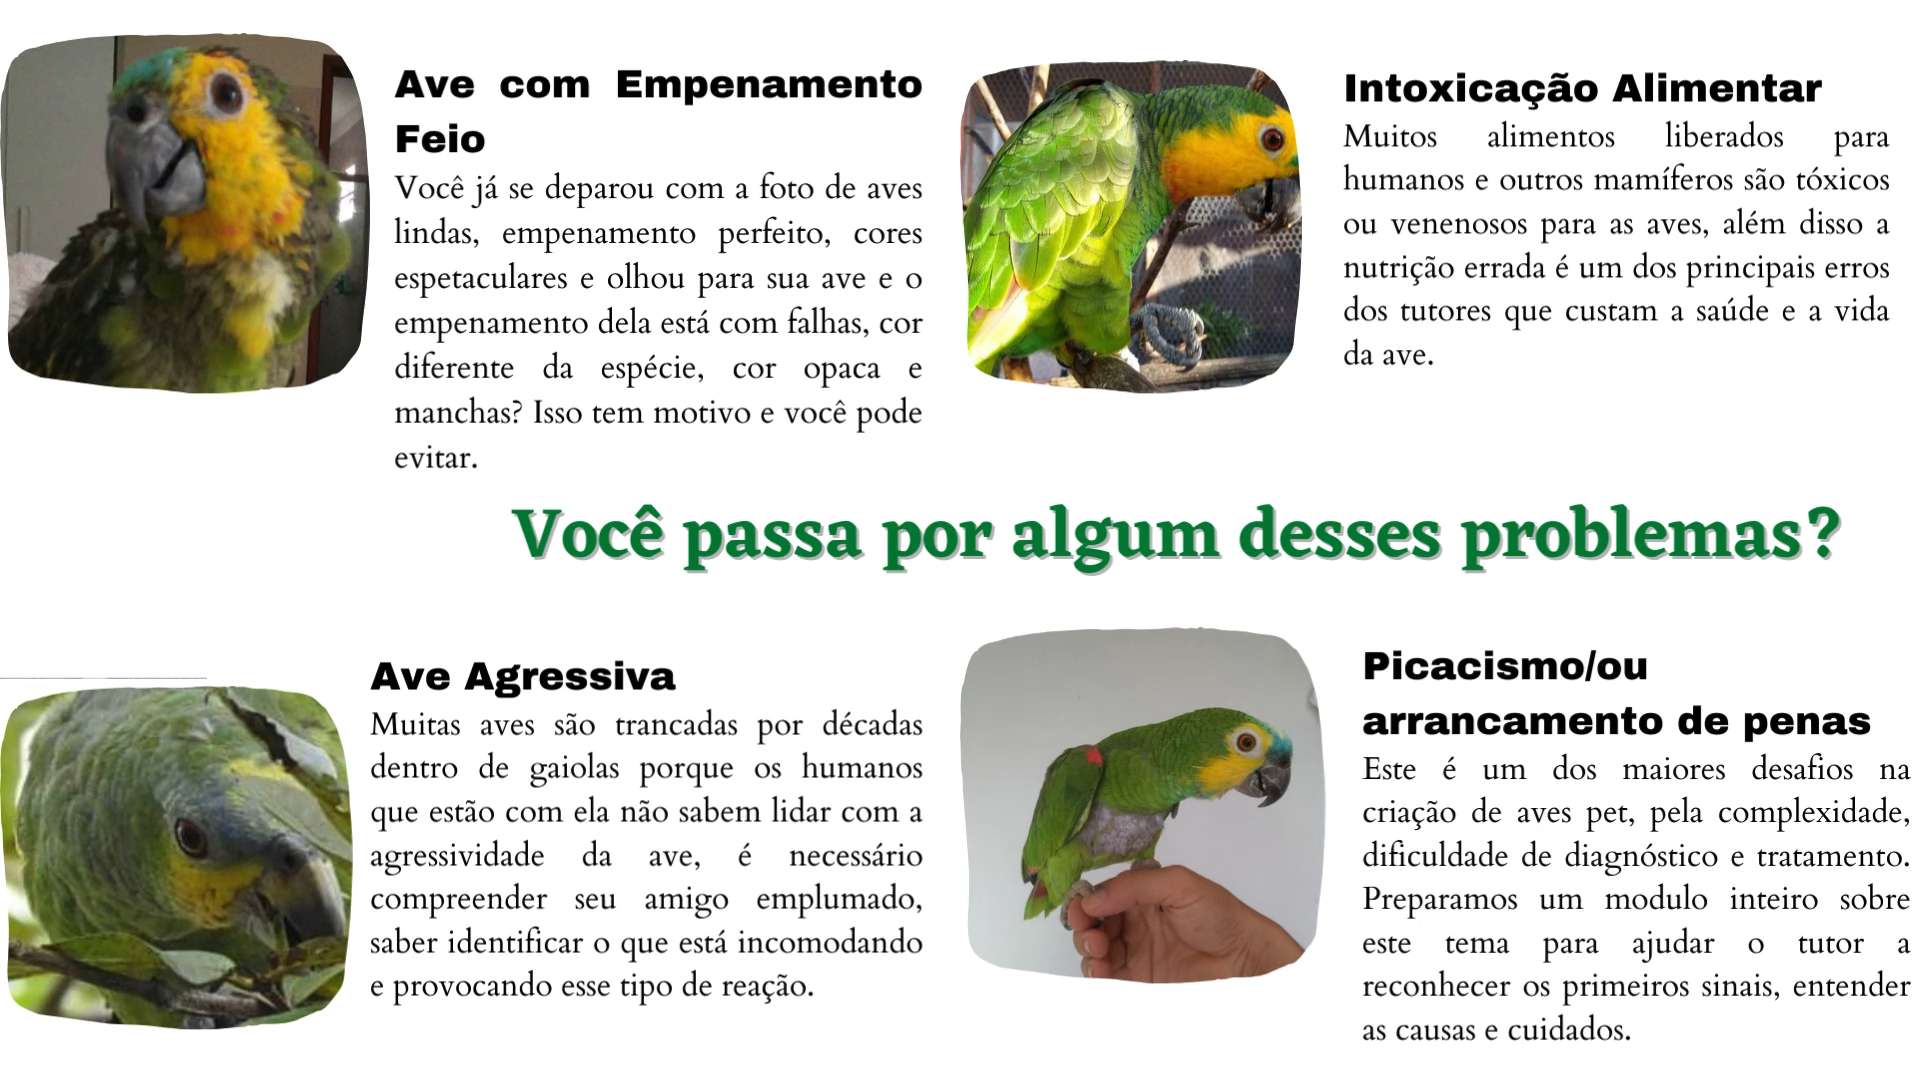 Ave com Empenamento
Feio
Você já se deparou com a foto de aves
lindas, empenamento perfeito, cores
espetaculares e olhou para sua ave e o
empenamento dela está com falhas, cor
diferente da espécie, cor opaca e
manchas? Isso tem motivo e você pode
evitar.
Intoxicação Alimentar
Muitos alimentos liberados para
humanos e outros mamíferos são tóxicos
ou venenosos para as aves, além disso a
nutrição errada é um dos principais erros
dos tutores que custam a saúde e a vida
da ave.
Você passa por algum desses problemas?
Ave Agressiva
Muitas aves são trancadas por décadas
dentro de gaiolas porque os humanos
que estão com ela não sabem lidar com a
agressividade da ave, é necessário
compreender seu amigo emplumado,
saber identificar o que está incomodando
e provocando esse tipo de reação.
Picacismo/ou
arrancamento de penas
Este é um dos maiores desafios na
criação de aves pet, pela complexidade,
dificuldade de diagnóstico e tratamento.
Preparamos um modulo inteiro sobre
este tema para ajudar o tutor a
reconhecer os primeiros sinais, entender
as causas e cuidados.